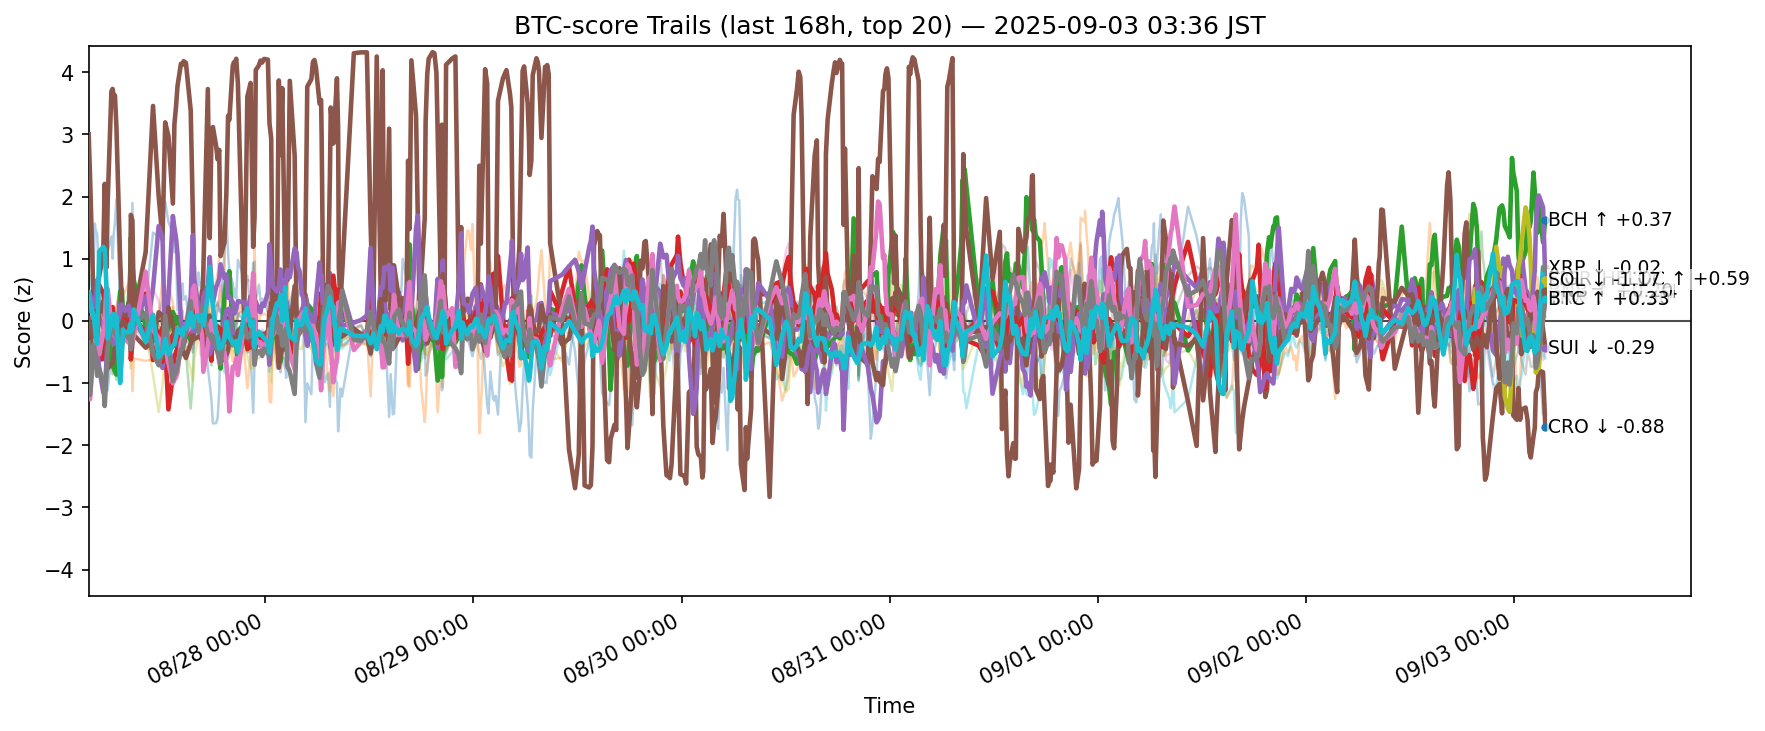 BTC-score Trails (last 168h, top 20) — 2025-09-03 03:36 JST
Score (z)
4
3
2
1
0
−1
−2
−3
−4
BCH ↑ +0.37
XRP ↓ -0.02
SOL ↓ -1.17
↑ +0.59
BTC ↑ +0.33
SUI ↓ -0.29
CRO ↓ -0.88
08/28 00:00
08/29 00:00
08/30 00:00
08/31 00:00
09/01 00:00
09/02 00:00
09/03 00:00
Time